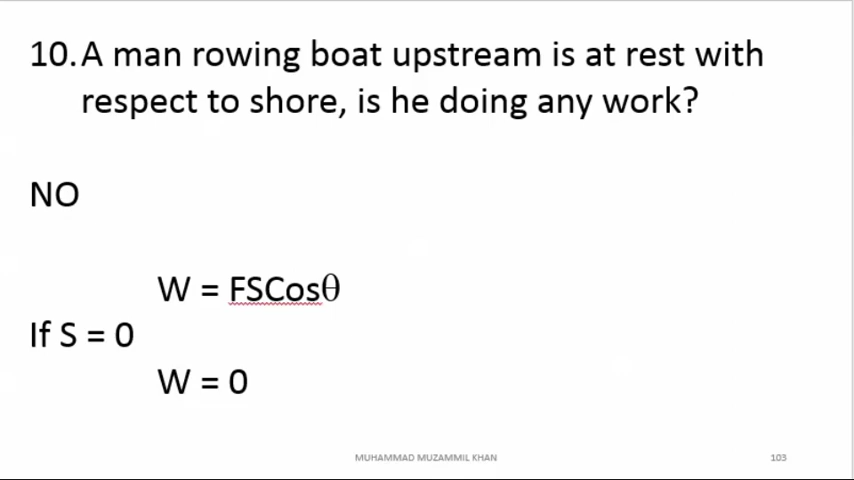 10. A man rowing boat upstream is at rest with
respect to shore, is he doing any work?
NO
W = FSCosθ
If S = 0
W = 0
MUHAMMAD MUZAMMIL KHAN
103